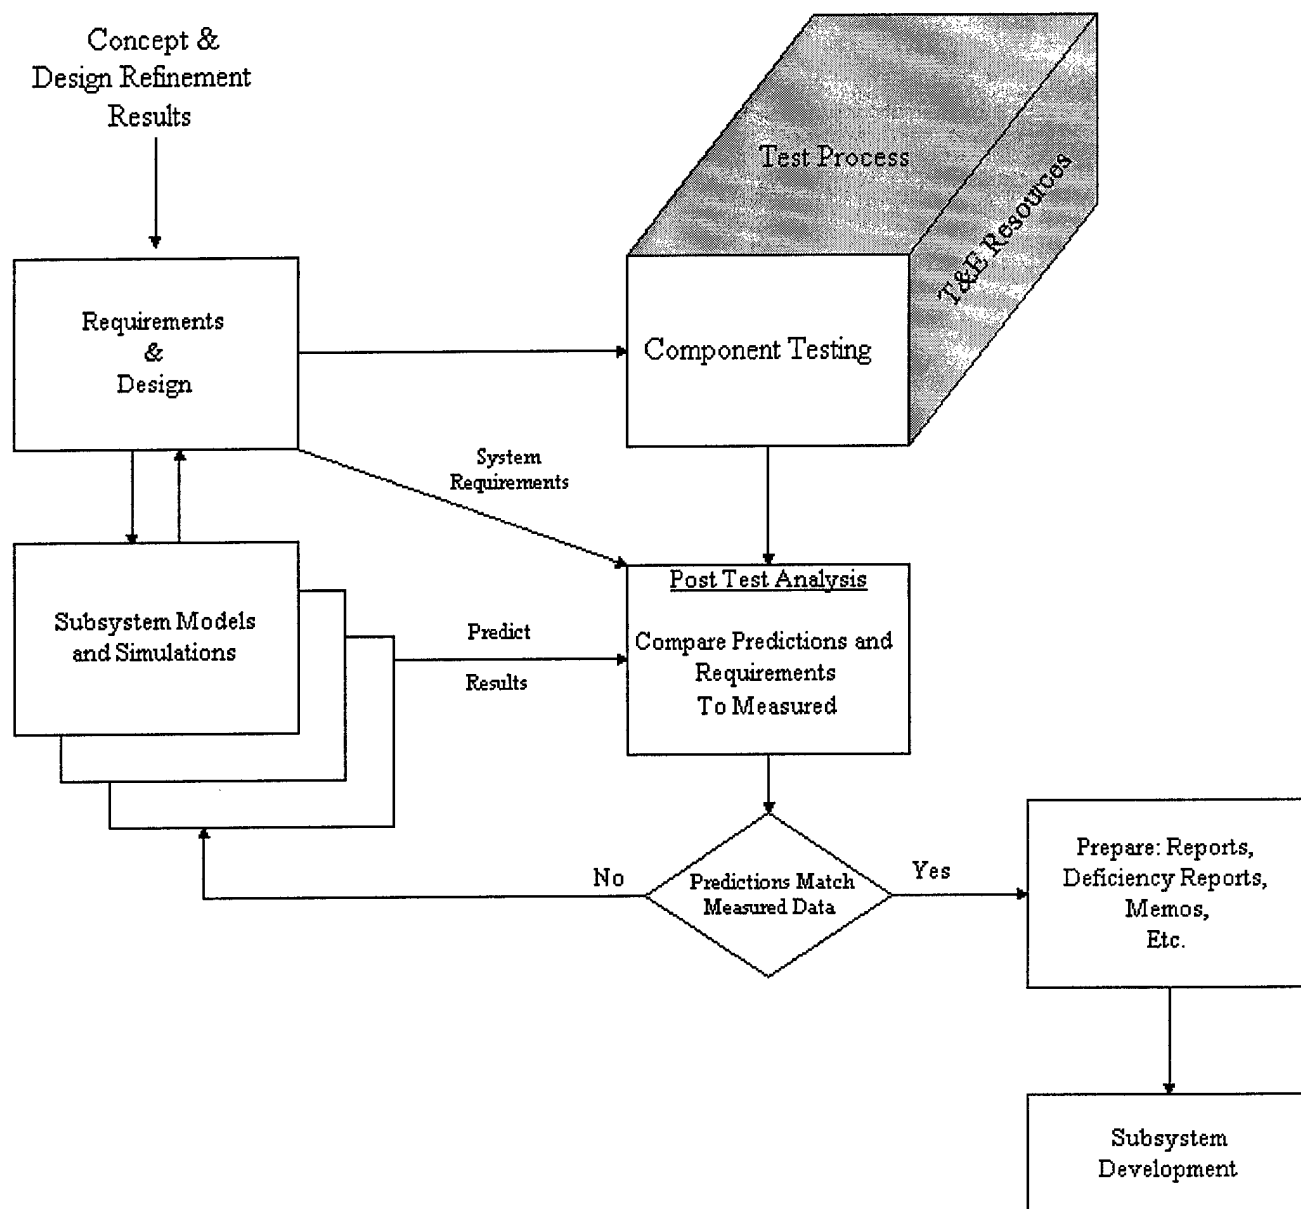 Concept &
Design Refinement
Results
Test Process
T&E Resources
Requirements
&
Design
Component Testing
System
Requirements
Subsystem Models
and Simulations
Predict
Results
Post Test Analysis
Compare Predictions and
Requirements
To Measured
No
Predictions Match
Measured Data
Yes
Prepare: Reports,
Deficiency Reports,
Memos,
Etc.
Subsystem
Development